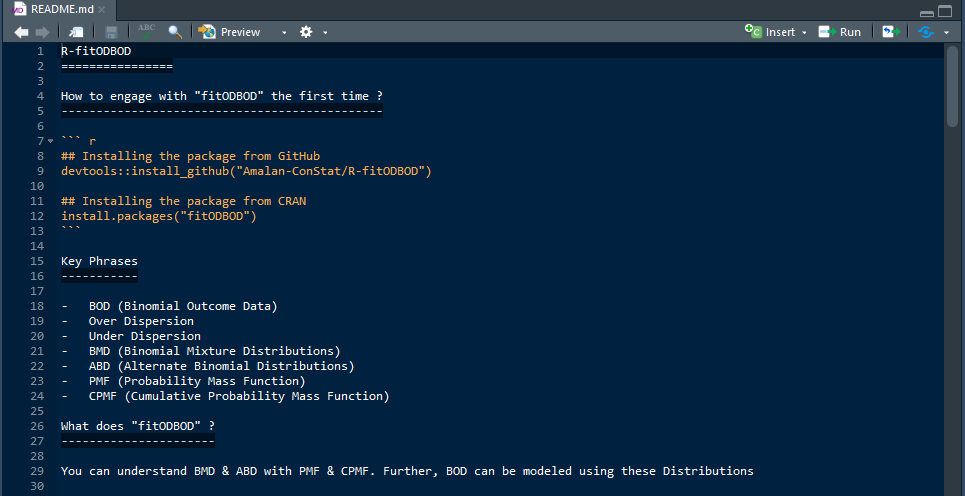 README.md
ABC Preview Insert Run
1 R-fitODBOD
2 ================
3
4 How to engage with "fitODBOD" the first time ?
5 ----------------------------------------------
6
7 ``` r
8 ## Installing the package from GitHub
9 devtools::install_github("Amalan-ConStat/R-fitODBOD")
10
11 ## Installing the package from CRAN
12 install.packages("fitODBOD")
13 ```
14
15 Key Phrases
16 -----------
17
18 - BOD (Binomial Outcome Data)
19 - Over Dispersion
20 - Under Dispersion
21 - BMD (Binomial Mixture Distributions)
22 - ABD (Alternate Binomial Distributions)
23 - PMF (Probability Mass Function)
24 - CPMF (Cumulative Probability Mass Function)
25
26 What does "fitODBOD" ?
27 ----------------------
28
29 You can understand BMD & ABD with PMF & CPMF. Further, BOD can be modeled using these Distributions
30